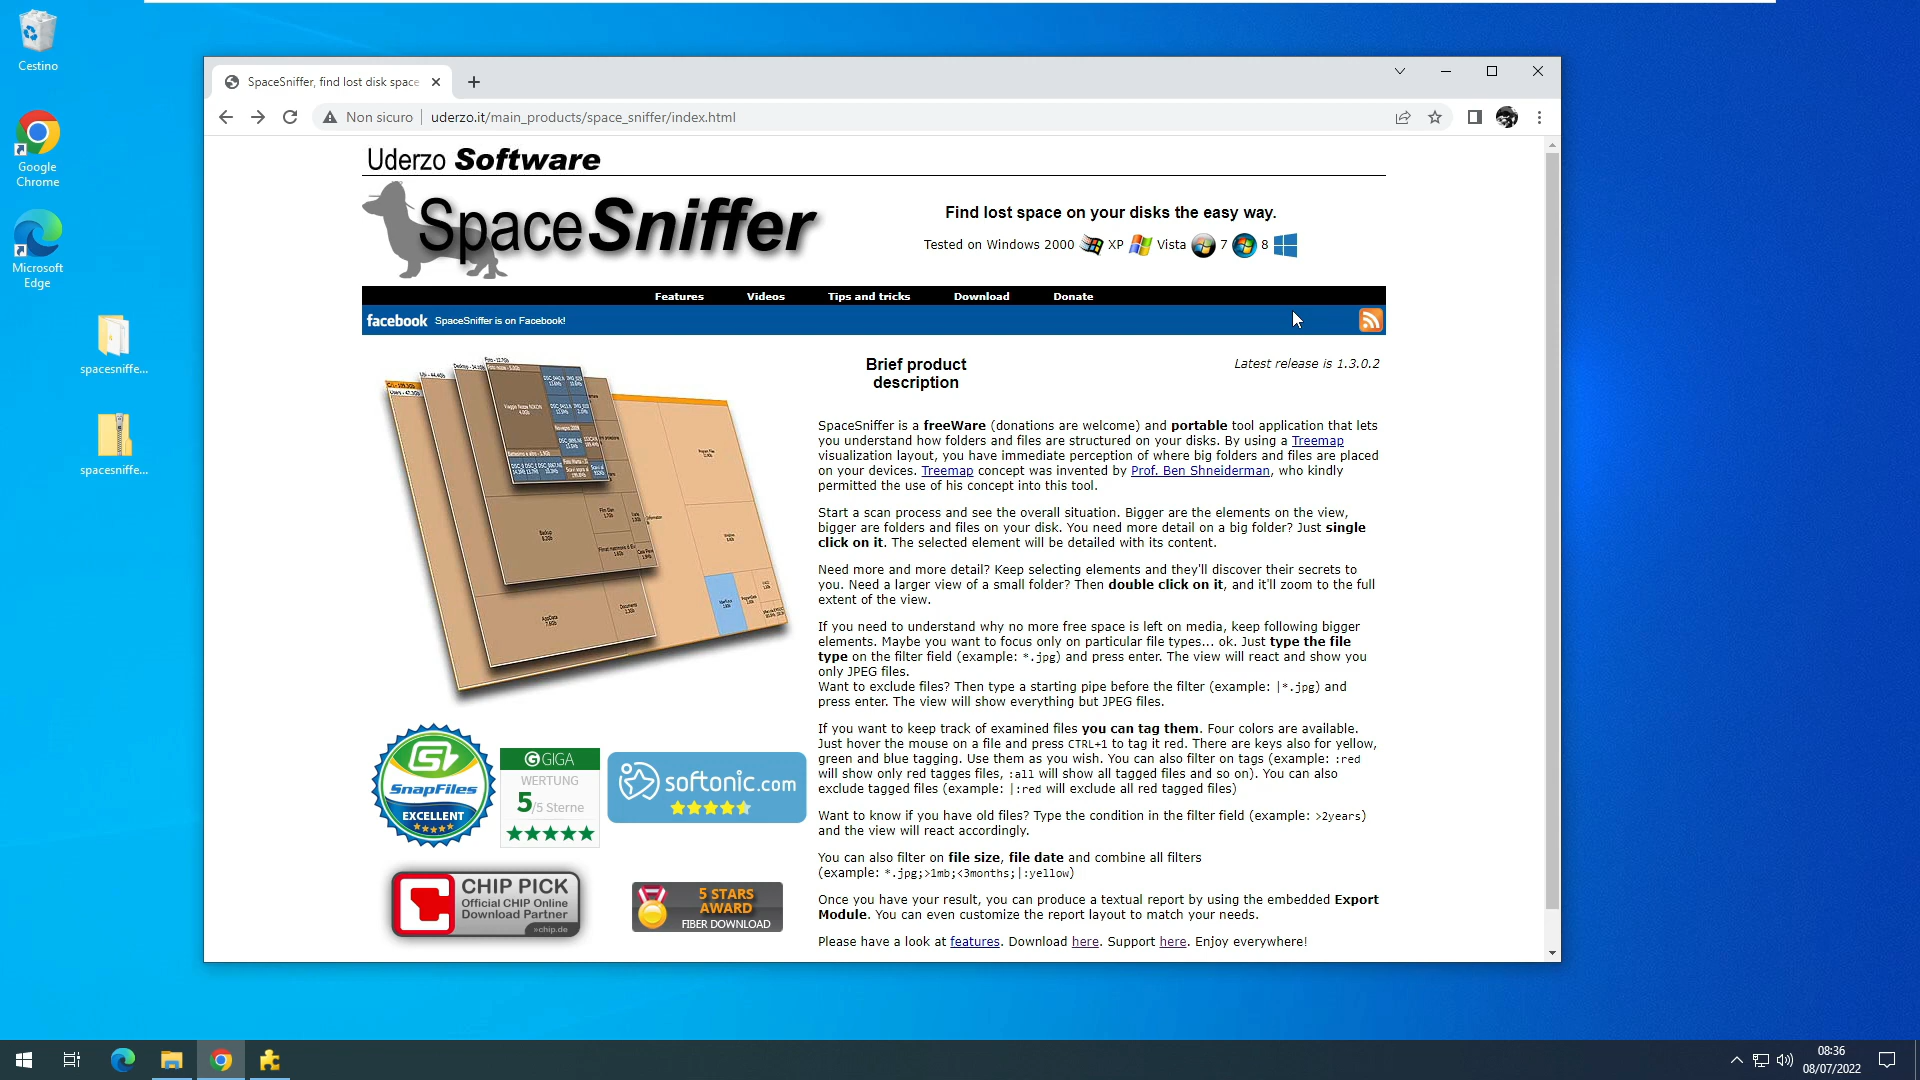 Cestino
Google
Chrome
Microsoft
Edge
spacesniffe...
spacesniffe...
SpaceSniffer, find lost disk space
Non sicuro
uderzo.it/main_products/space_sniffer/index.html
Uderzo Software
SpaceSniffer
Find lost space on your disks the easy way.
Tested on Windows 2000 XP Vista 7 8
Features Videos Tips and tricks Download Donate
facebook SpaceSniffer is on Facebook!
Brief product
description
Latest release is 1.3.0.2
SpaceSniffer is a freeWare (donations are welcome) and portable tool application that lets
you understand how folders and files are structured on your disks. By using a Treemap
visualization layout, you have immediate perception of where big folders and files are placed
on your devices. Treemap concept was invented by Prof. Ben Shneiderman, who kindly
permitted the use of his concept into this tool.
Start a scan process and see the overall situation. Bigger are the elements on the view,
bigger are folders and files on your disk. You need more detail on a big folder? Just single
click on it. The selected element will be detailed with its content.
Need more and more detail? Keep selecting elements and they'll discover their secrets to
you. Need a larger view of a small folder? Then double click on it, and it'll zoom to the full
extent of the view.
If you need to understand why no more free space is left on media, keep following bigger
elements. Maybe you want to focus only on particular file types... ok. Just type the file
type on the filter field (example: *.jpg) and press enter. The view will react and show you
only JPEG files.
Want to exclude files? Then type a starting pipe before the filter (example: |*.jpg) and
press enter. The view will show everything but JPEG files.
If you want to keep track of examined files you can tag them. Four colors are available.
Just hover the mouse on a file and press CTRL+1 to tag it red. There are keys also for yellow,
green and blue tagging. Use them as you wish. You can also filter on tags (example: :red
will show only red tagges files, :all will show all tagged files and so on). You can also
exclude tagged files (example: |:red will exclude all red tagged files)
Want to know if you have old files? Type the condition in the filter field (example: >2years)
and the view will react accordingly.
You can also filter on file size, file date and combine all filters
(example: *.jpg;>1mb;<3months;|:yellow)
Once you have your result, you can produce a textual report by using the embedded Export
Module. You can even customize the report layout to match your needs.
Please have a look at features. Download here. Support here. Enjoy everywhere!
SnapFiles
EXCELLENT
GIGA
WERTUNG
5/5 Sterne
softonic.com
CHIP PICK
Official CHIP Online
Download Partner
»chip.de
5 STARS
AWARD
FIBER DOWNLOAD
08:36
08/07/2022